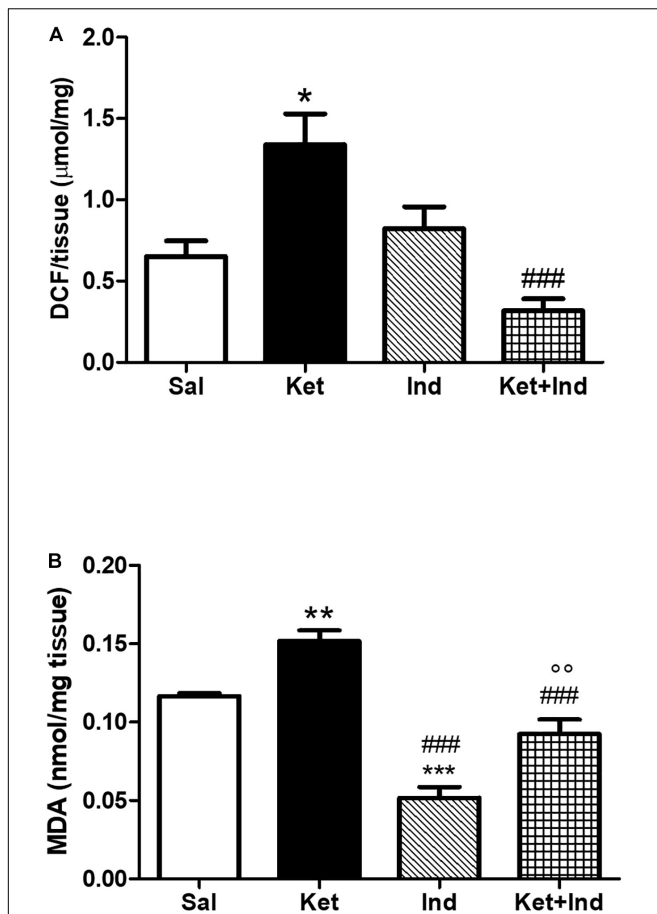 A
DCF/tissue (μmol/mg)
2.0
1.5
1.0
0.5
0.0
*
###
Sal Ket Ind Ket+Ind
B
MDA (nmol/mg tissue)
0.20
0.15
0.10
0.05
0.00
**
###
***
°°
###
Sal Ket Ind Ket+Ind